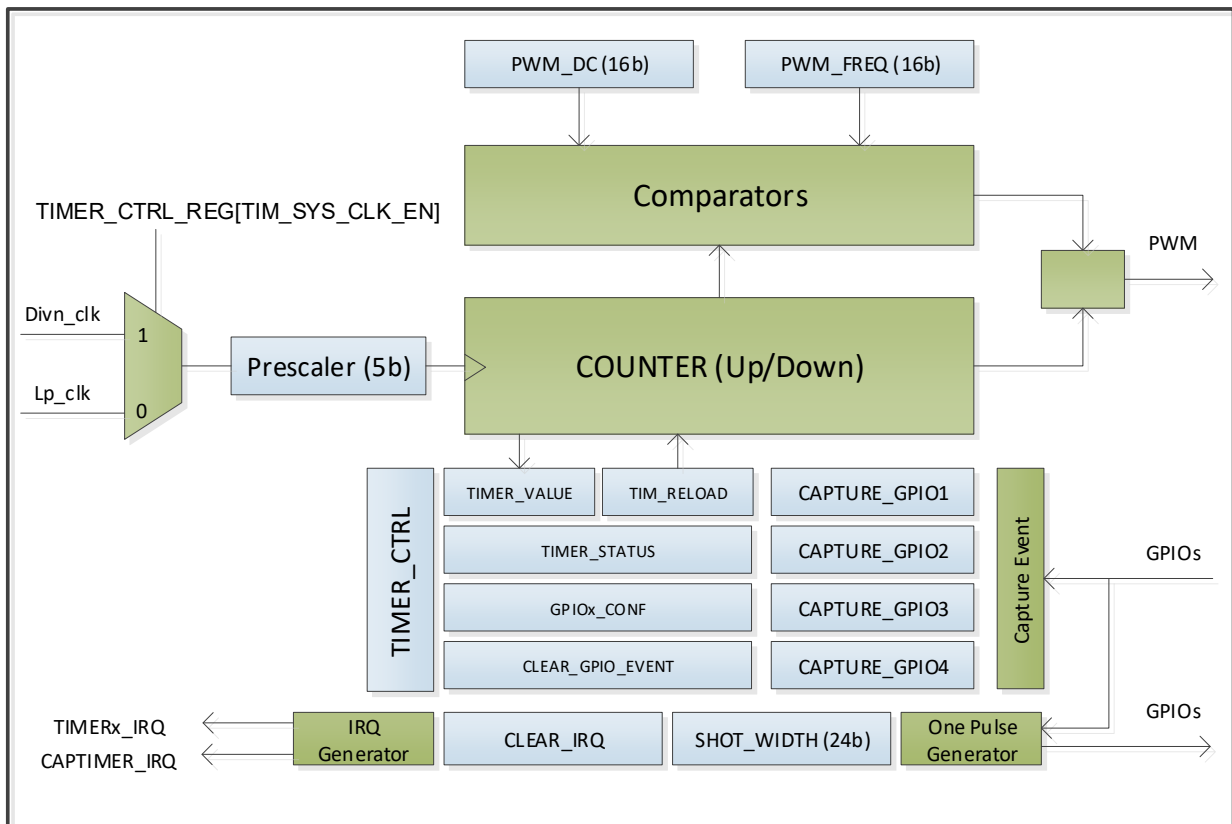 PWM_DC (16b)
PWM_FREQ (16b)
Comparators
TIMER_CTRL_REG[TIM_SYS_CLK_EN]
PWM
Divn_clk
1
Prescaler (5b)
COUNTER (Up/Down)
Lp_clk
0
TIMER_CTRL
TIMER_VALUE
TIM_RELOAD
CAPTURE_GPIO1
TIMER_STATUS
CAPTURE_GPIO2
GPIOx_CONF
CAPTURE_GPIO3
CLEAR_GPIO_EVENT
CAPTURE_GPIO4
Capture Event
GPIOs
TIMERx_IRQ
CAPTIMER_IRQ
IRQ
Generator
CLEAR_IRQ
SHOT_WIDTH (24b)
One Pulse
Generator
GPIOs